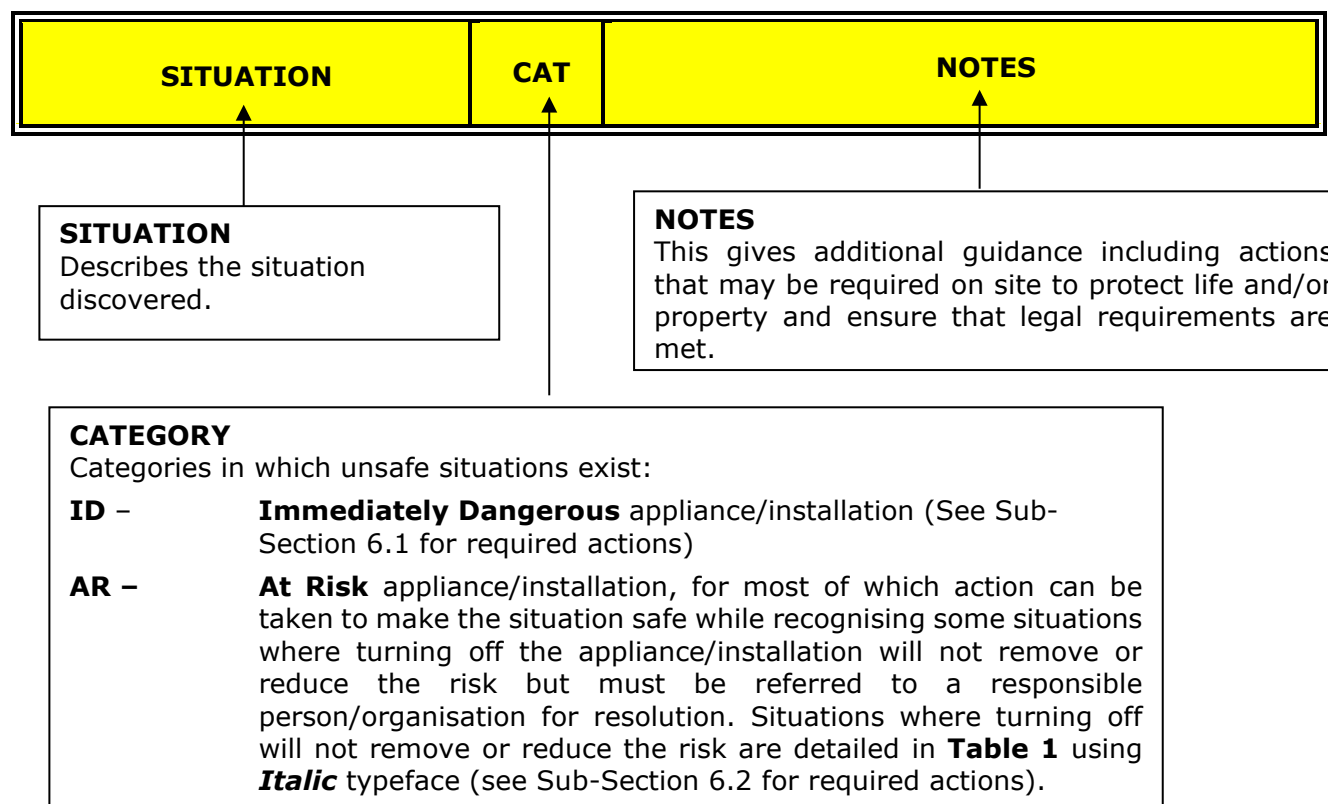 SITUATION CAT NOTES
SITUATION
Describes the situation
discovered.
NOTES
This gives additional guidance including actions
that may be required on site to protect life and/or
property and ensure that legal requirements are
met.
CATEGORY
Categories in which unsafe situations exist:
ID – Immediately Dangerous appliance/installation (See Sub-
Section 6.1 for required actions)
AR – At Risk appliance/installation, for most of which action can be
taken to make the situation safe while recognising some situations
where turning off the appliance/installation will not remove or
reduce the risk but must be referred to a responsible
person/organisation for resolution. Situations where turning off
will not remove or reduce the risk are detailed in Table 1 using
Italic typeface (see Sub-Section 6.2 for required actions).